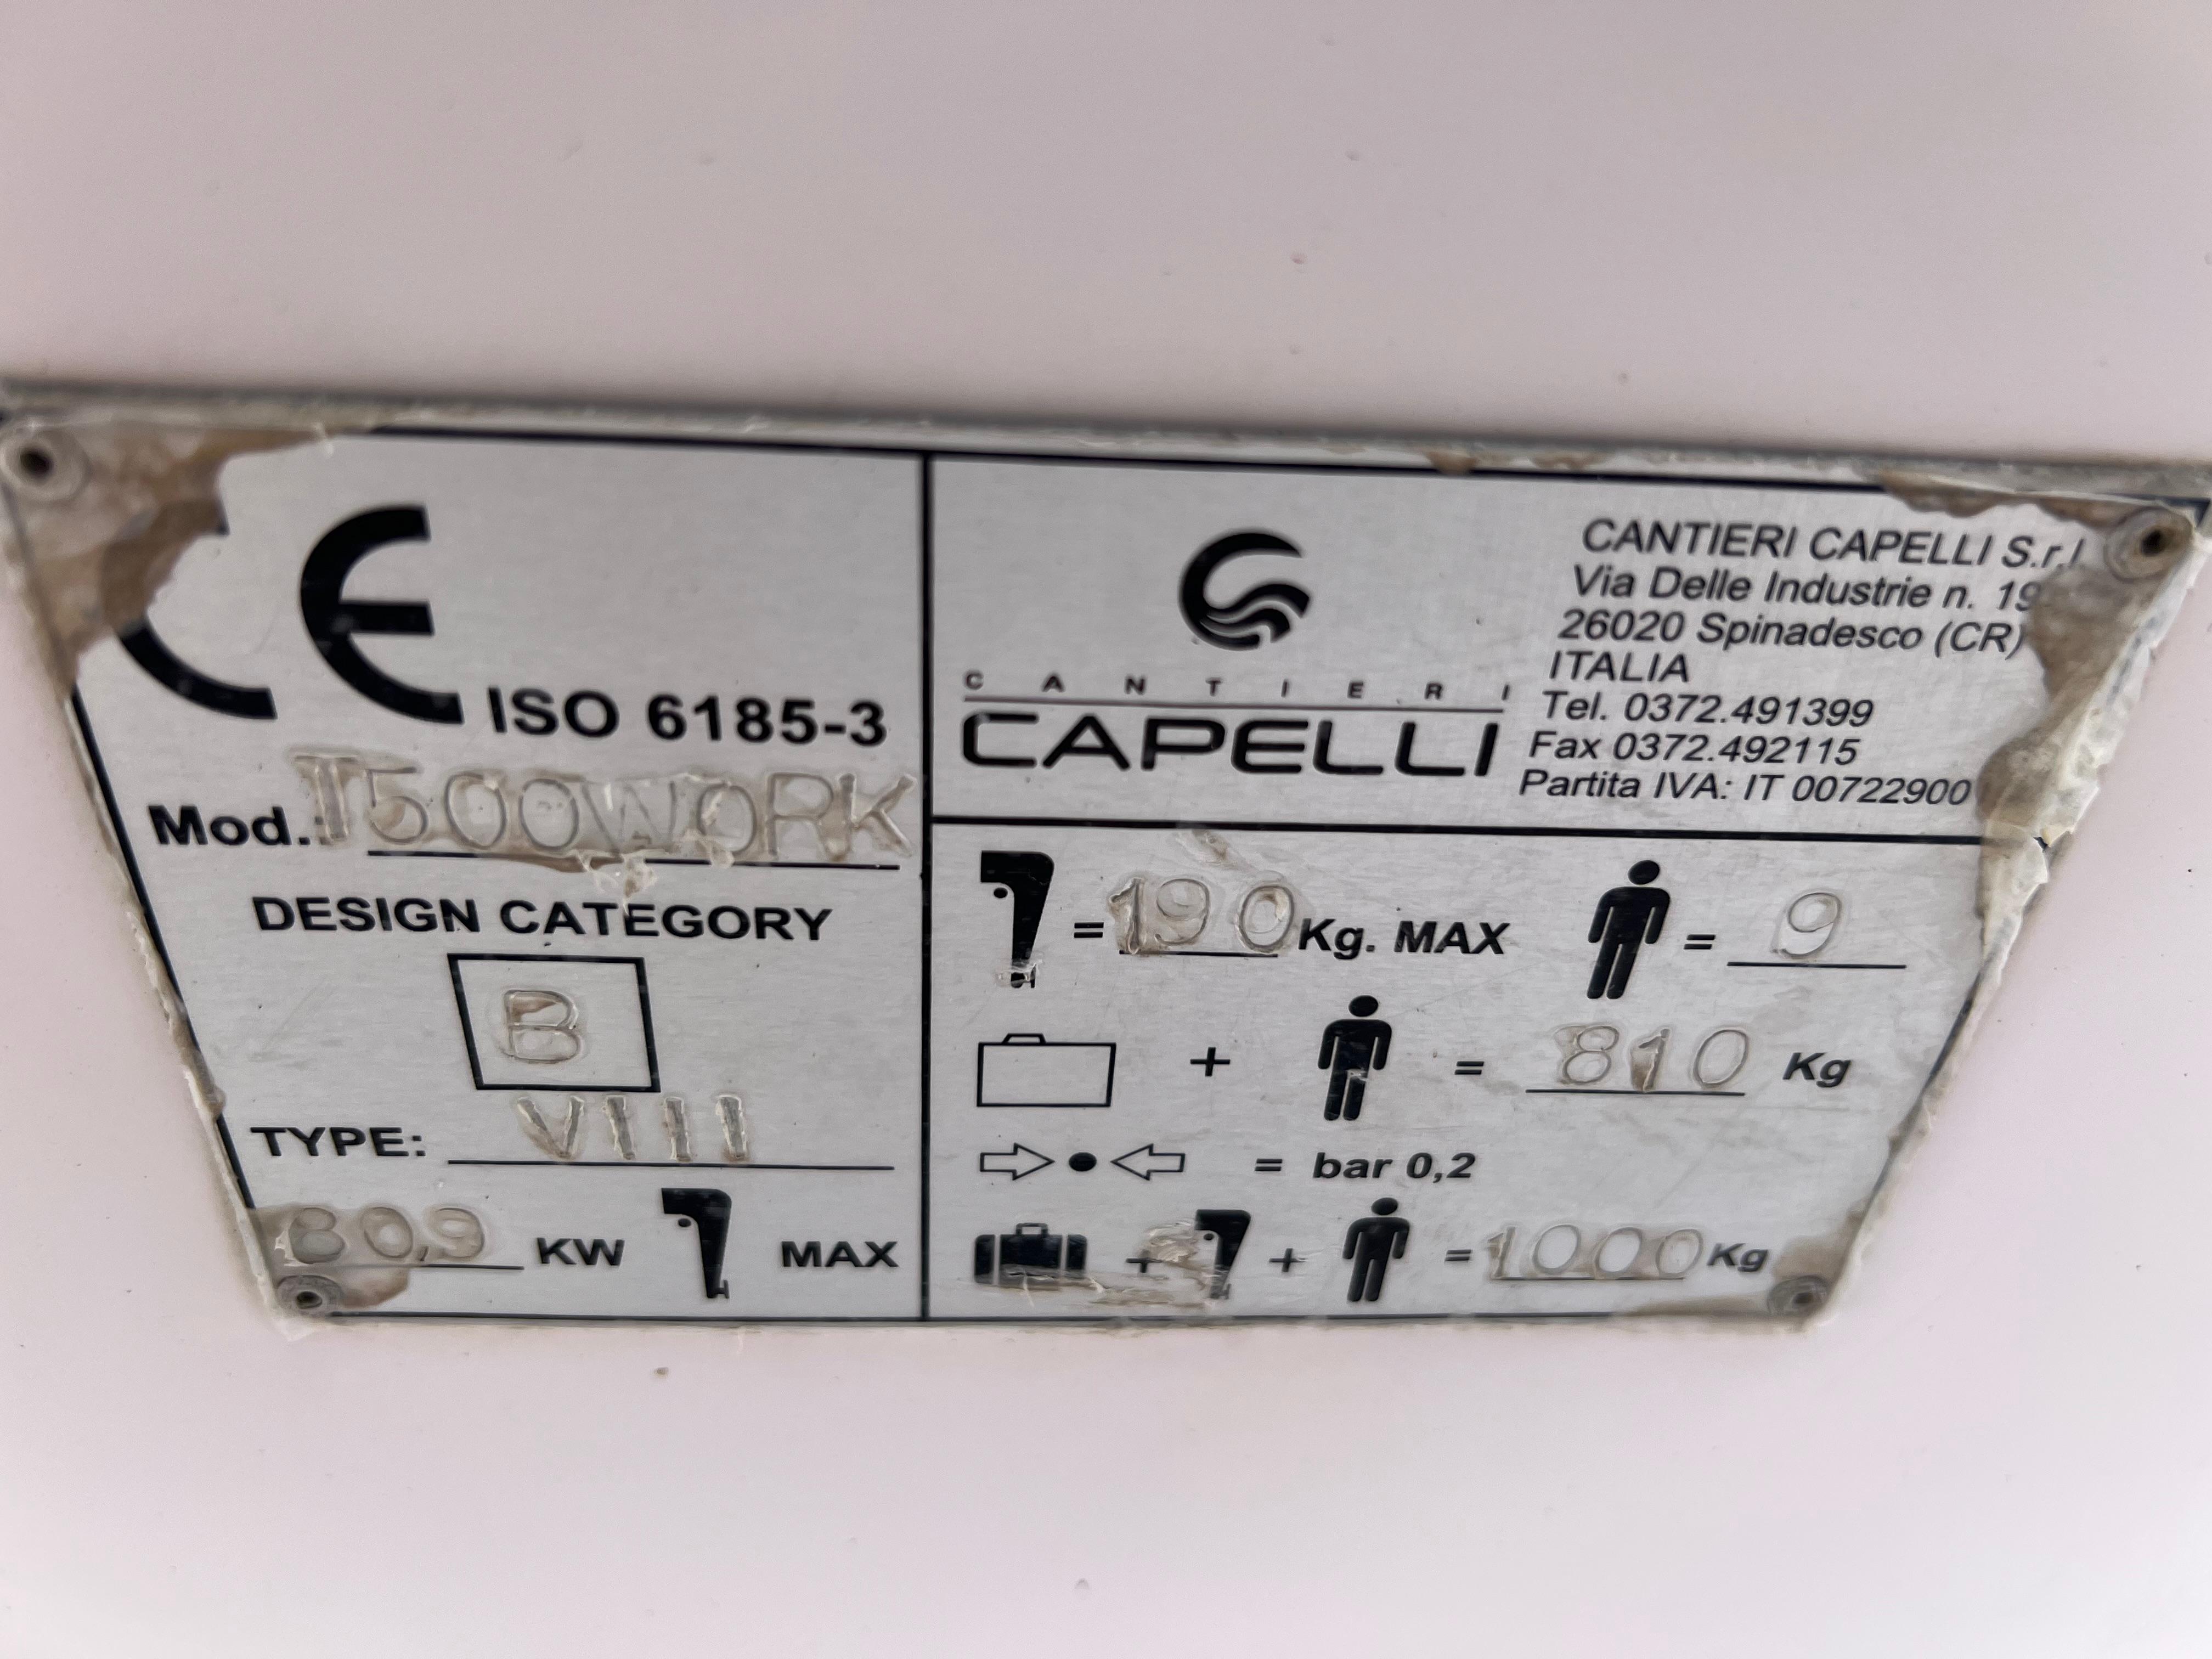 CE ISO 6185-3
Mod.: T500WORK
DESIGN CATEGORY
B
TYPE: VIII
80,9 KW MAX
CANTIERI
CAPELLI
CANTIERI CAPELLI S.r.l
Via Delle Industrie n. 19
26020 Spinadesco (CR)
ITALIA
Tel. 0372.491399
Fax 0372.492115
Partita IVA: IT 00722900
= 190 Kg. MAX = 9
+ = 810 Kg
= bar 0,2
+ + = 1000 Kg